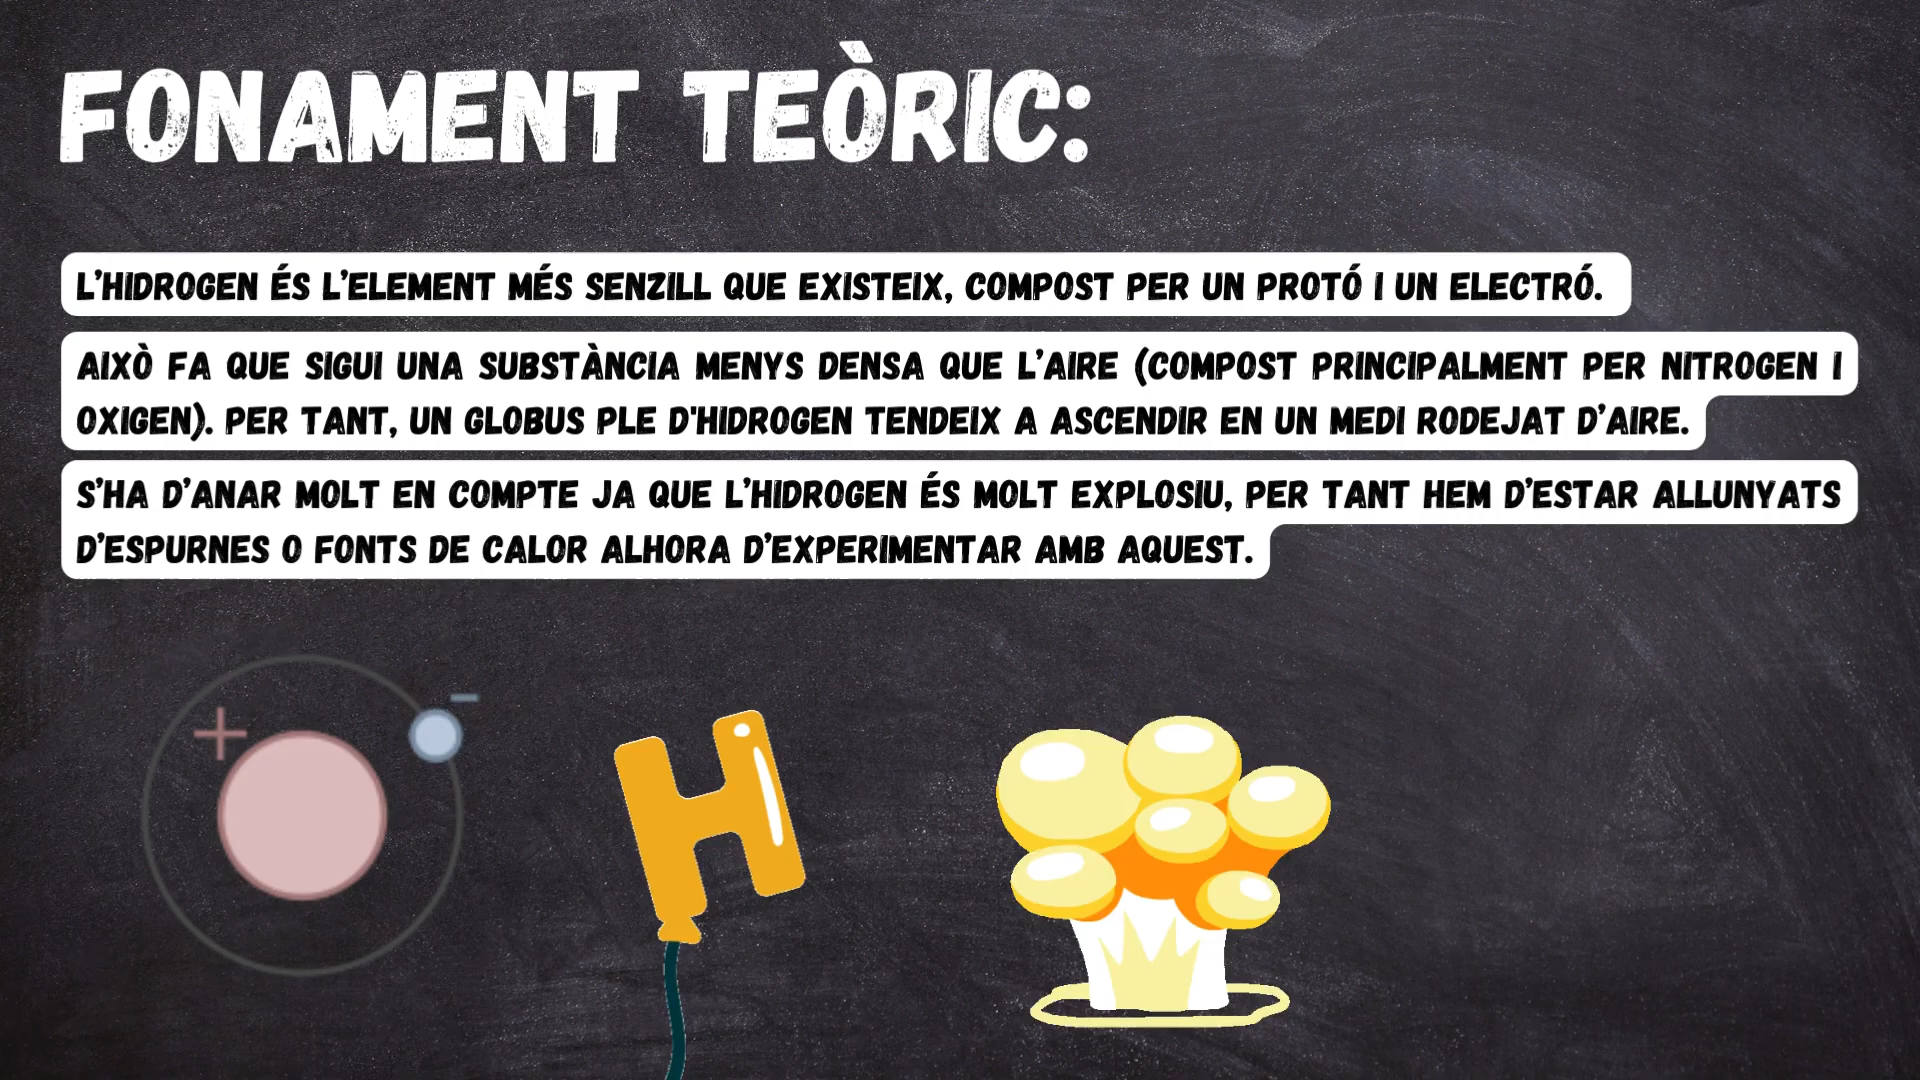 FONAMENT TEÒRIC:
L’HIDROGEN ÉS L’ELEMENT MÉS SENZILL QUE EXISTEIX, COMPOST PER UN PROTÓ I UN ELECTRÓ.
AIXÒ FA QUE SIGUI UNA SUBSTÀNCIA MENYS DENSA QUE L’AIRE (COMPOST PRINCIPALMENT PER NITROGEN I
OXIGEN). PER TANT, UN GLOBUS PLE D'HIDROGEN TENDEIX A ASCENDIR EN UN MEDI RODEJAT D’AIRE.
S’HA D’ANAR MOLT EN COMPTE JA QUE L’HIDROGEN ÉS MOLT EXPLOSIU, PER TANT HEM D’ESTAR ALLUNYATS
D’ESPURNES O FONTS DE CALOR ALHORA D’EXPERIMENTAR AMB AQUEST.
+ −
H